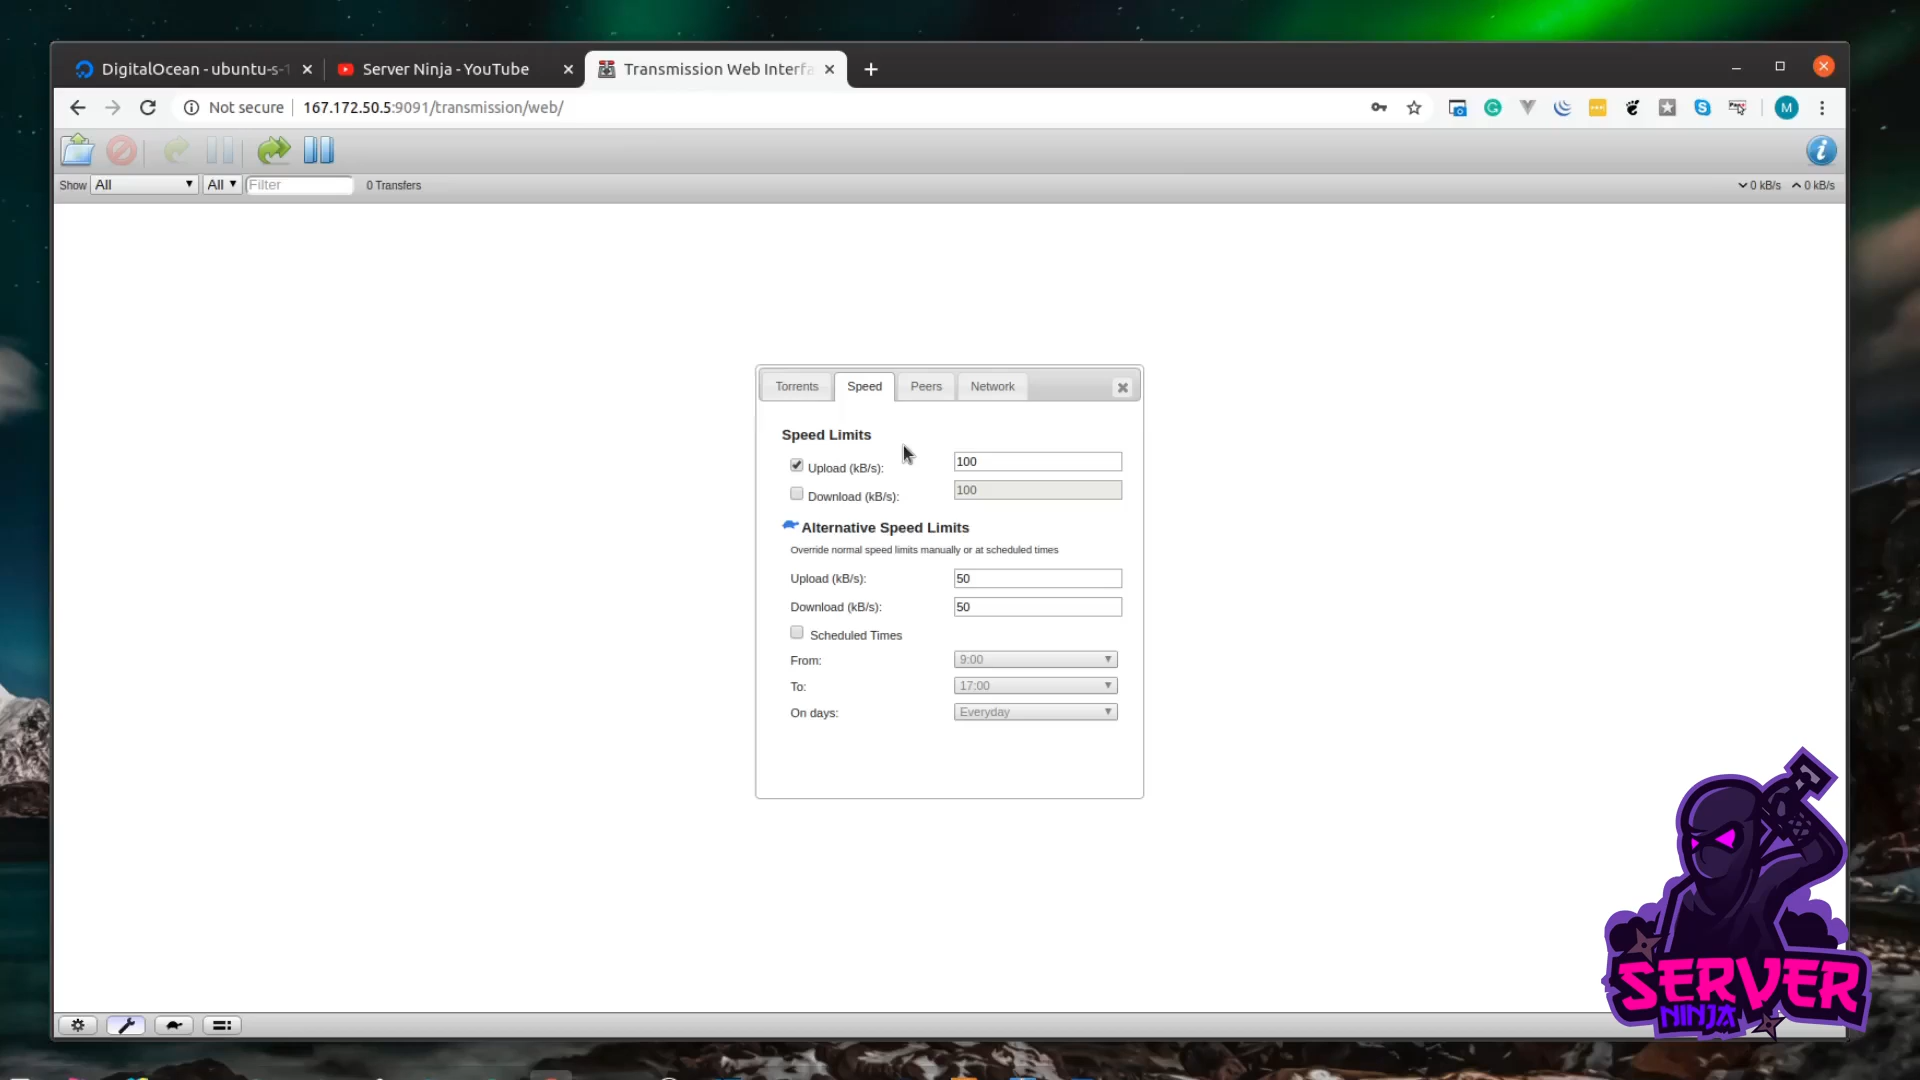 DigitalOcean - ubuntu-s-1
Server Ninja - YouTube
Transmission Web Interfa
Not secure
167.172.50.5:9091/transmission/web/
M
Show All All Filter 0 Transfers
0 kB/s 0 kB/s
Torrents Speed Peers Network
Speed Limits
Upload (kB/s): 100
Download (kB/s): 100
Alternative Speed Limits
Override normal speed limits manually or at scheduled times
Upload (kB/s): 50
Download (kB/s): 50
Scheduled Times
From: 9:00
To: 17:00
On days: Everyday
SERVER
NINJA